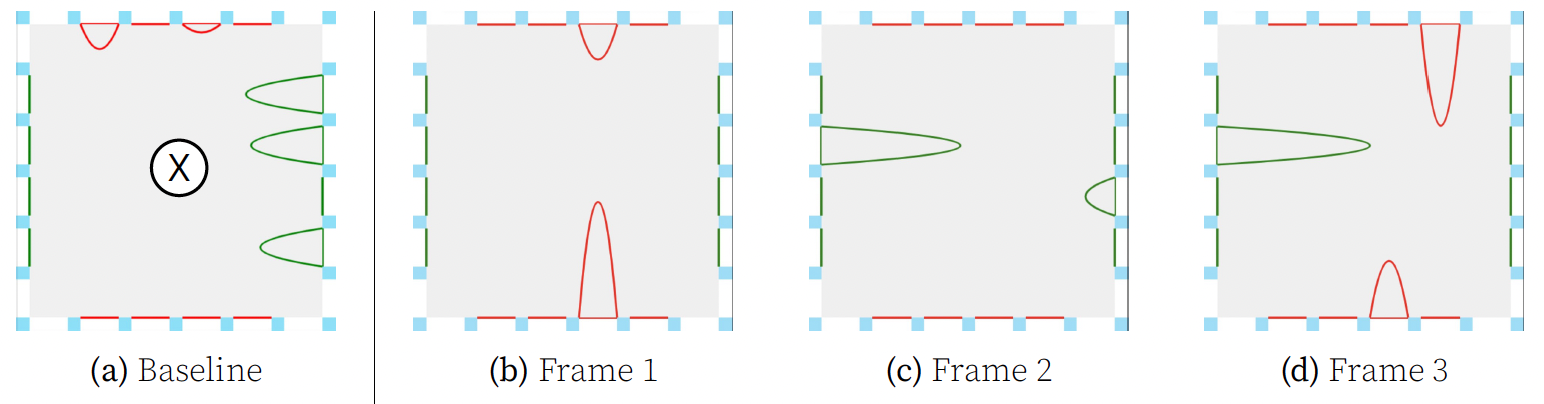 X
(a) Baseline
(b) Frame 1
(c) Frame 2
(d) Frame 3